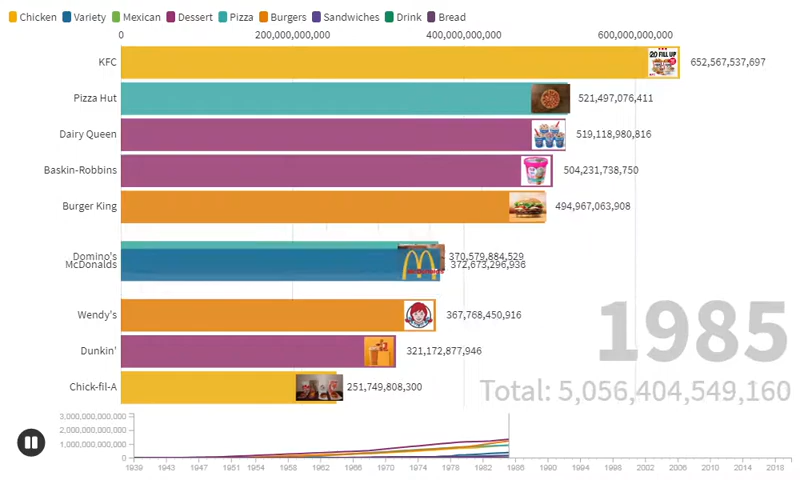 Chicken Variety Mexican Dessert Pizza Burgers Sandwiches Drink Bread
0 200,000,000,000 400,000,000,000 600,000,000,000
KFC 20 FILL UP 652,567,537,697
Pizza Hut 521,497,076,411
Dairy Queen 519,118,980,816
Baskin-Robbins 504,231,738,750
Burger King 494,967,063,908
Domino's 370,579,884,529
McDonalds 372,673,296,936
Wendy's 367,768,450,916
Dunkin' 321,172,877,946
Chick-fil-A 251,749,808,300
1985
Total: 5,056,404,549,160
3,000,000,000,000
2,000,000,000,000
1,000,000,000,000
0
1939 1943 1947 1951 1954 1958 1962 1966 1970 1974 1978 1982 1986 1990 1994 1998 2002 2006 2010 2014 2018